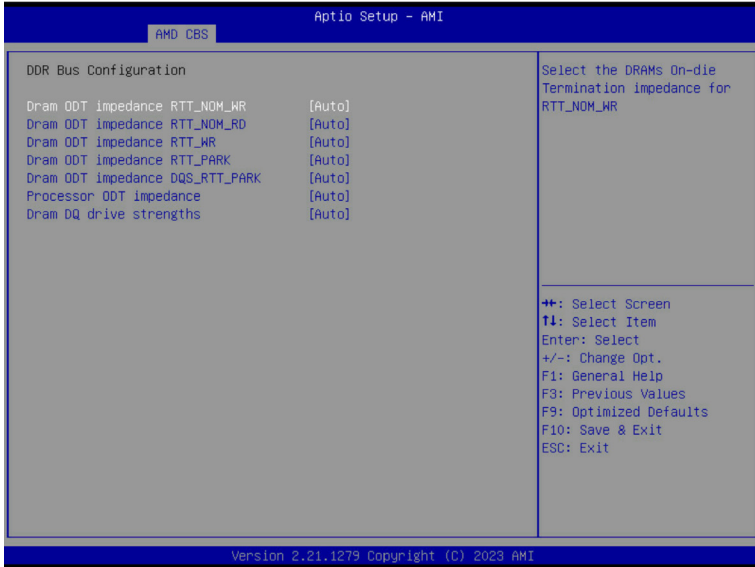 Aptio Setup – AMI
AMD CBS
DDR Bus Configuration
Dram ODT impedance RTT_NOM_WR [Auto]
Dram ODT impedance RTT_NOM_RD [Auto]
Dram ODT impedance RTT_WR [Auto]
Dram ODT impedance RTT_PARK [Auto]
Dram ODT impedance DQS_RTT_PARK [Auto]
Processor ODT impedance [Auto]
Dram DQ drive strengths [Auto]
Select the DRAMs On-die
Termination impedance for
RTT_NOM_WR
→←: Select Screen
↑↓: Select Item
Enter: Select
+/-: Change Opt.
F1: General Help
F3: Previous Values
F9: Optimized Defaults
F10: Save & Exit
ESC: Exit
Version 2.21.1279 Copyright (C) 2023 AMI